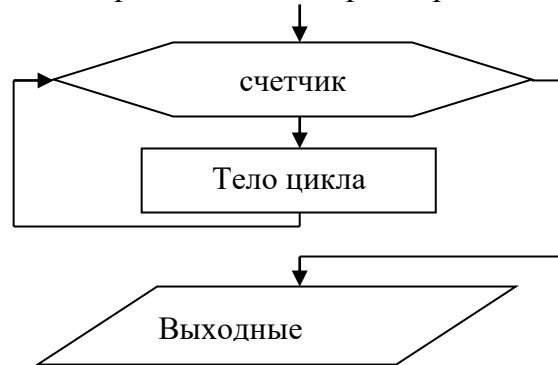 счетчик
Тело цикла
Выходные